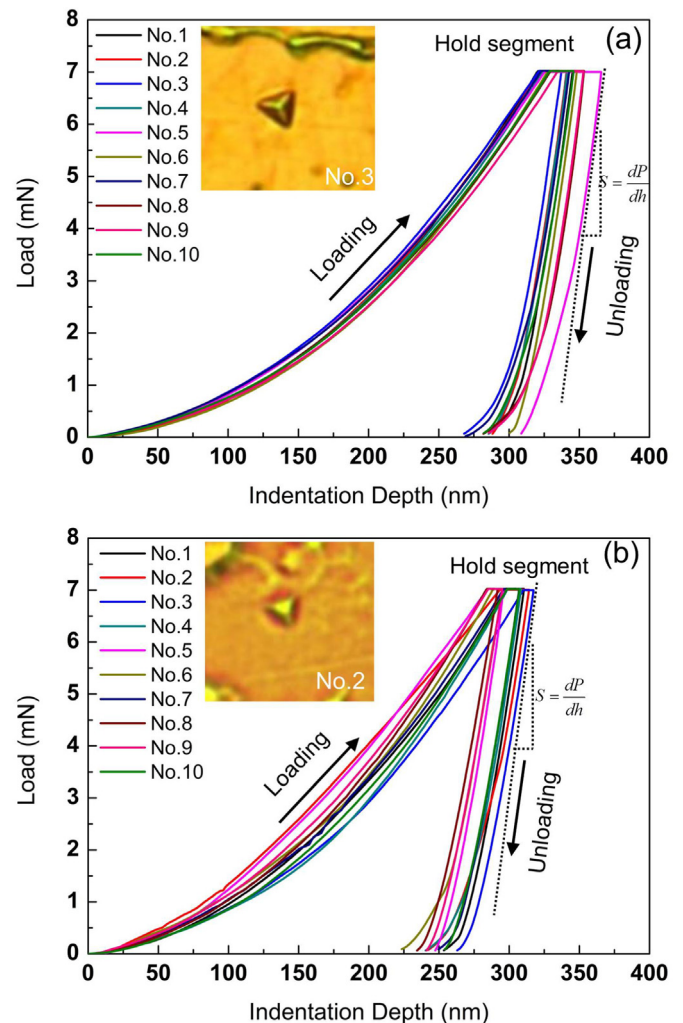 (a)
Hold segment
No.1
No.2
No.3
No.4
No.5
No.6
No.7
No.8
No.9
No.10
No.3
Loading
Unloading
S = dP/dh
Load (mN)
8
7
6
5
4
3
2
1
0
0 50 100 150 200 250 300 350 400
Indentation Depth (nm)
(b)
Hold segment
No.1
No.2
No.3
No.4
No.5
No.6
No.7
No.8
No.9
No.10
No.2
Loading
Unloading
S = dP/dh
Load (mN)
8
7
6
5
4
3
2
1
0
0 50 100 150 200 250 300 350 400
Indentation Depth (nm)